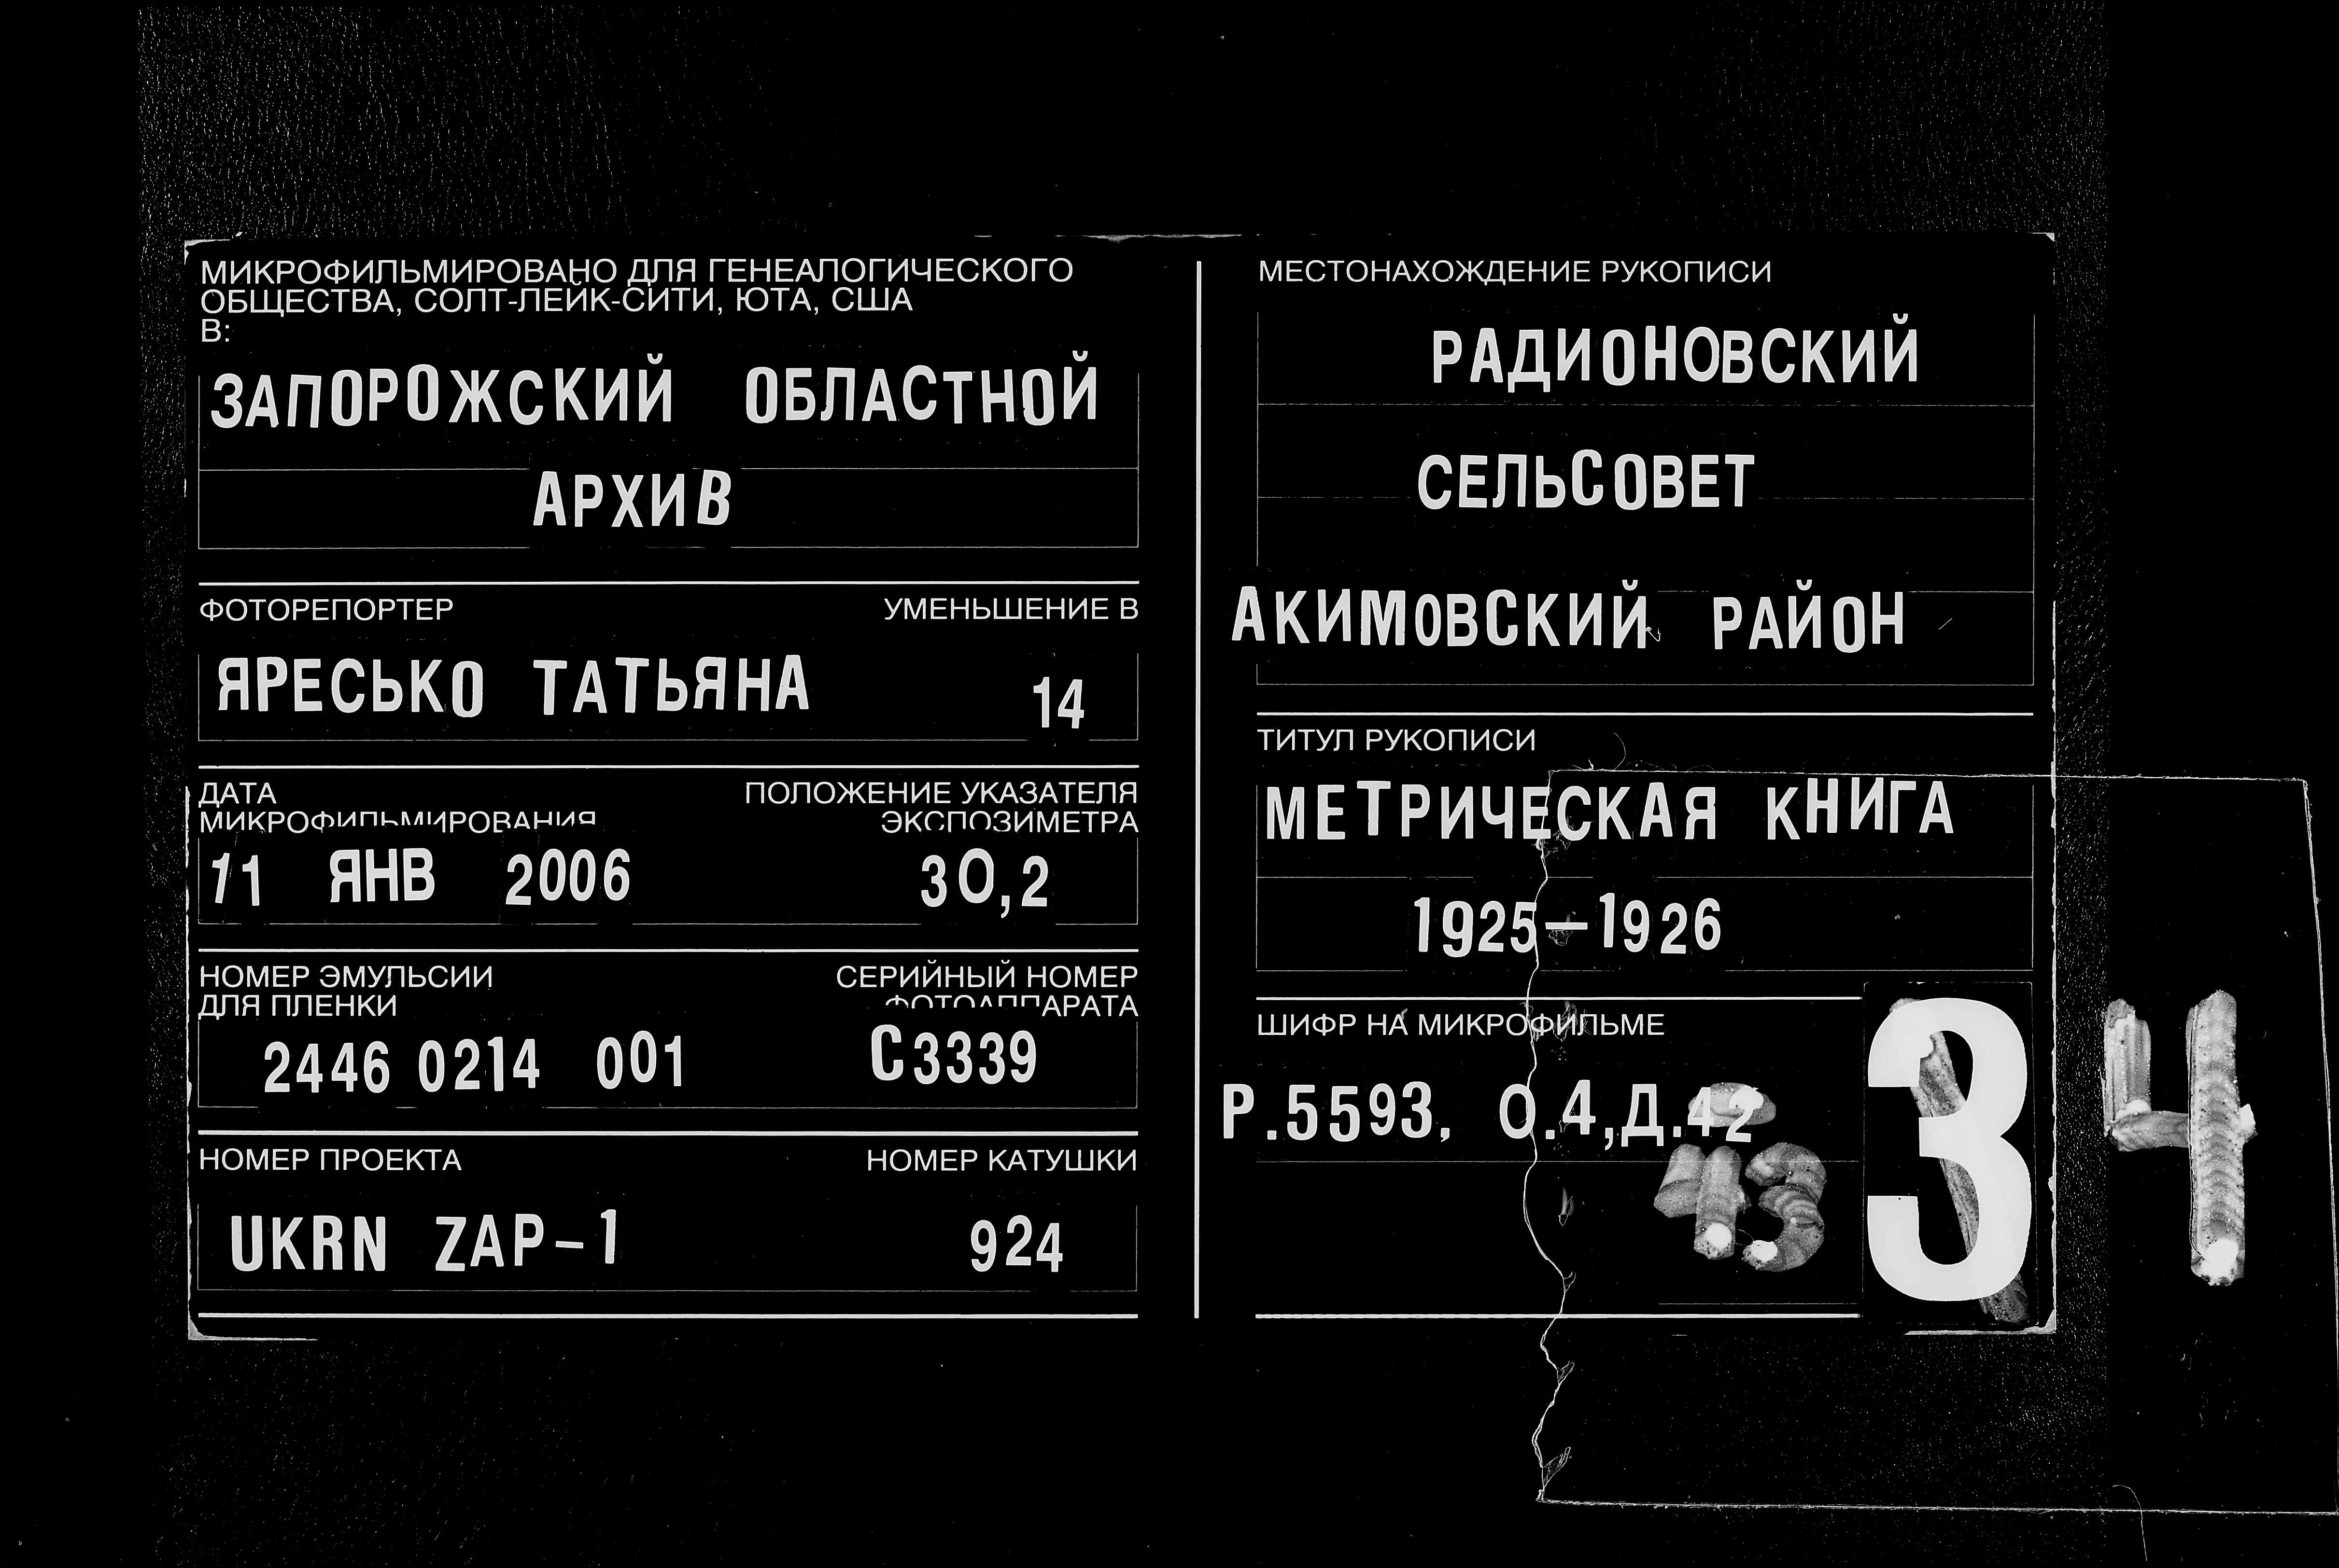 МИКРОФИЛЬМИРОВАНО ДЛЯ ГЕНЕАЛОГИЧЕСКОГО
ОБЩЕСТВА, СОЛТ-ЛЕЙК-СИТИ, ЮТА, США
В:
ЗАПОРОЖСКИЙ ОБЛАСТНОЙ
АРХИВ
ФОТОРЕПОРТЕР УМЕНЬШЕНИЕ В
ЯРЕСЬКО ТАТЬЯНА 14
ДАТА ПОЛОЖЕНИЕ УКАЗАТЕЛЯ
МИКРОФИЛЬМИРОВАНИЯ ЭКСПОЗИМЕТРА
11 ЯНВ 2006 30,2
НОМЕР ЭМУЛЬСИИ СЕРИЙНЫЙ НОМЕР
ДЛЯ ПЛЕНКИ ФОТОАППАРАТА
2446 0214 001 С3339
НОМЕР ПРОЕКТА НОМЕР КАТУШКИ
UKRN ZAP-1 924
МЕСТОНАХОЖДЕНИЕ РУКОПИСИ
РАДИОНОВСКИЙ
СЕЛЬСОВЕТ
АКИМОВСКИЙ РАЙОН
ТИТУЛ РУКОПИСИ
МЕТРИЧЕСКАЯ КНИГА
1925-1926
ШИФР НА МИКРОФИЛЬМЕ
Р.5593, О.4,Д.42
43
3 4